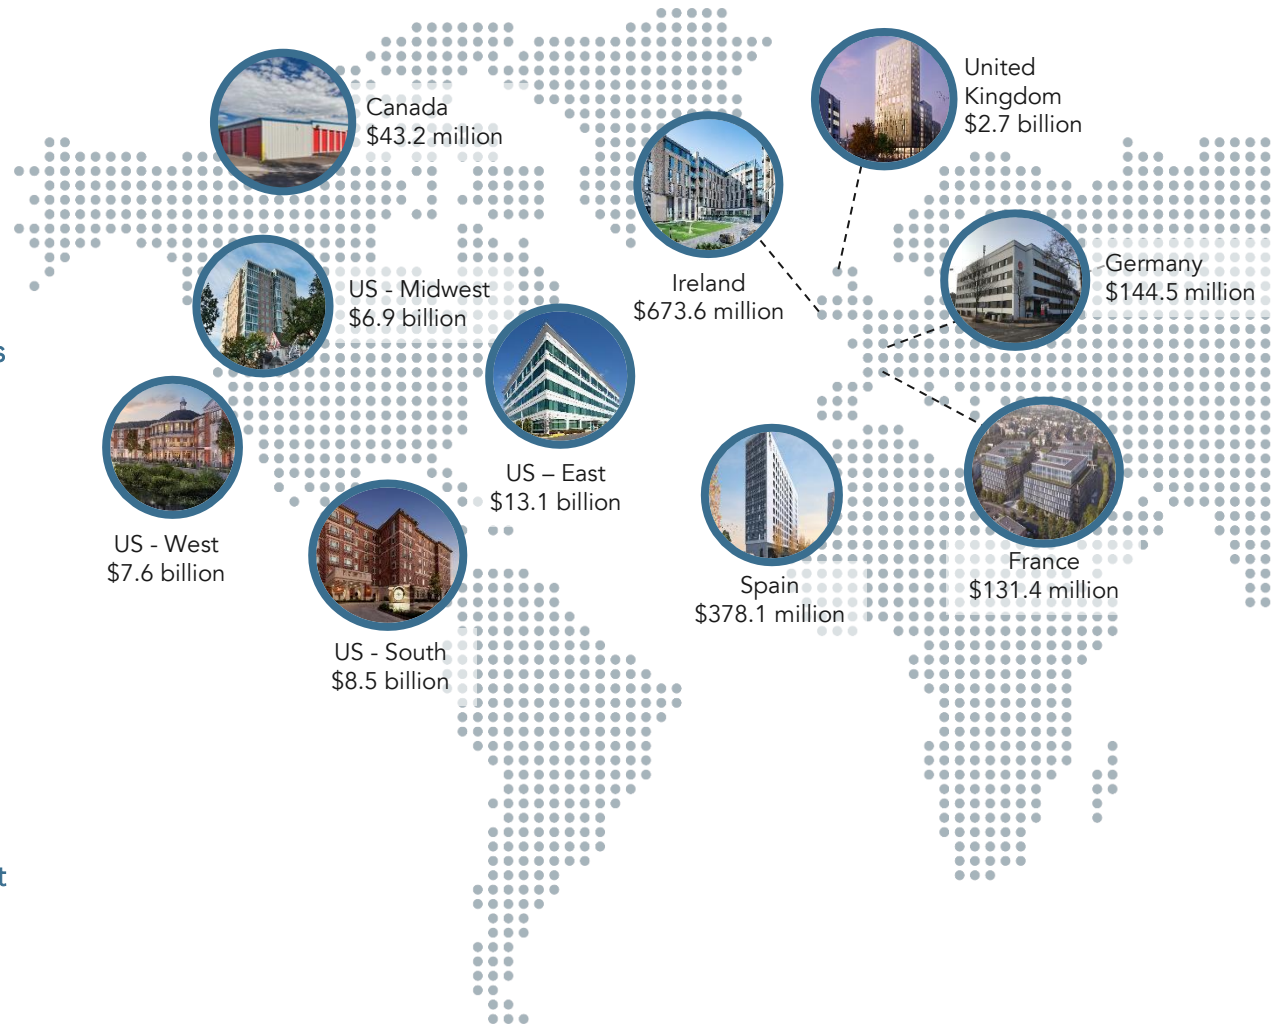 Canada
$43.2 million
United
Kingdom
$2.7 billion
Ireland
$673.6 million
Germany
$144.5 million
US - Midwest
$6.9 billion
s
US – East
$13.1 billion
US - West
$7.6 billion
Spain
$378.1 million
France
$131.4 million
US - South
$8.5 billion
t